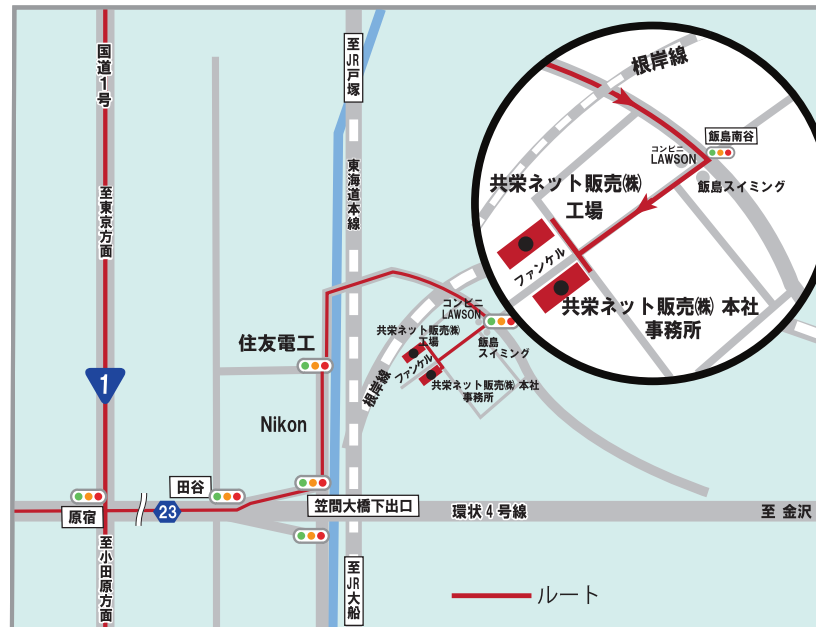 国道1号
至東京方面
1
至小田原方面
原宿
23
田谷
住友電工
Nikon
至JR戸塚
東海道本線
笠間大橋下出口
至JR大船
環状4号線
至 金沢
根岸線
コンビニ
LAWSON
飯島
スイミング
共栄ネット販売㈱
工場
ファンケル
共栄ネット販売㈱ 本社
事務所
根岸線
飯島南谷
コンビニ
LAWSON
飯島スイミング
共栄ネット販売㈱
工場
ファンケル
共栄ネット販売㈱ 本社
事務所
ルート